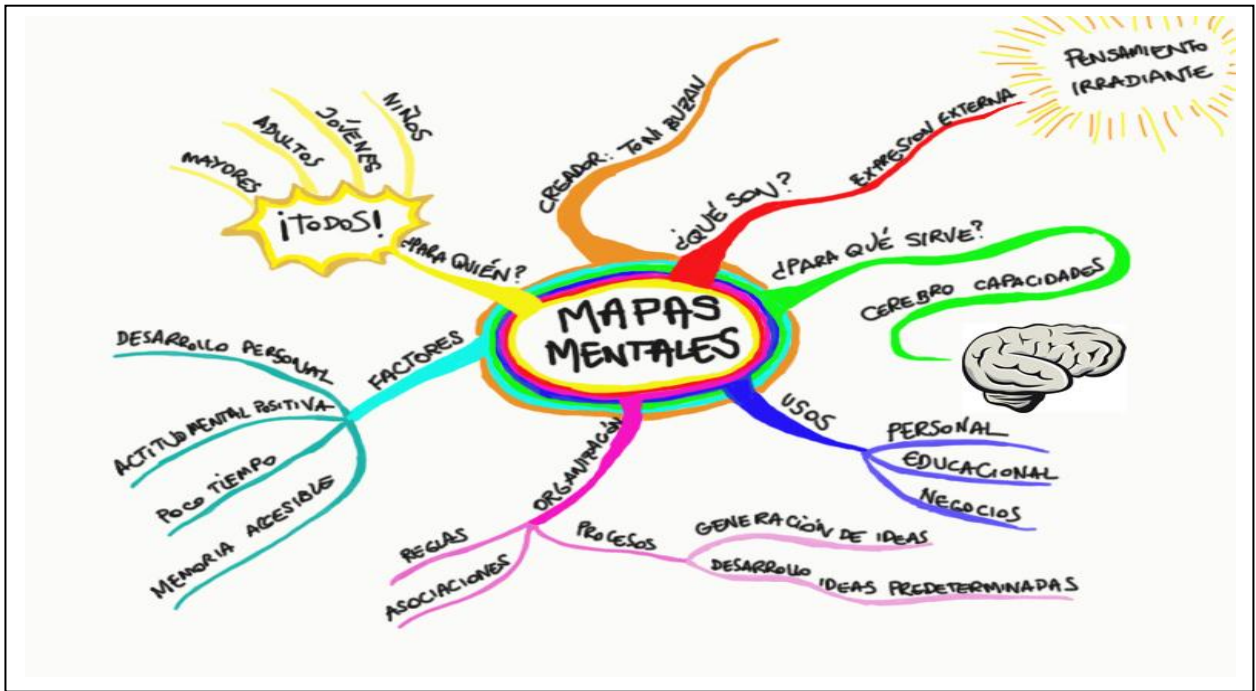 MAPAS
MENTALES
CREADOR: TONI BUZAN
¿QUÉ SON?
EXPRESION EXTERNA
PENSAMIENTO
IRRADIANTE
¿PARA QUÉ SIRVE?
CEREBRO CAPACIDADES
USOS
PERSONAL
EDUCACIONAL
NEGOCIOS
ORGANIZACIÓN
PROCESOS
GENERACIÓN DE IDEAS
DESARROLLO IDEAS PREDETERMINADAS
REGLAS
ASOCIACIONES
FACTORES
DESARROLLO PERSONAL
ACTITUD MENTAL POSITIVA
POCO TIEMPO
MEMORIA ACCESIBLE
¿PARA QUIÉN?
¡TODOS!
MAYORES
ADULTOS
JÓVENES
NIÑOS